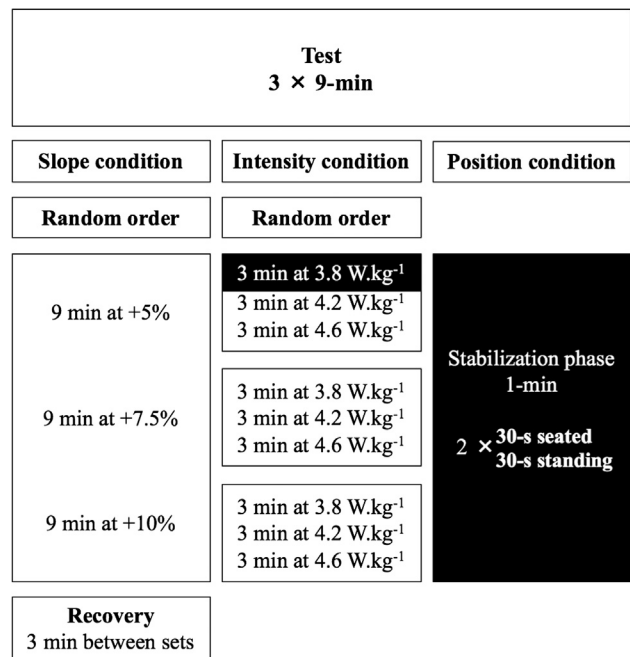 Test
3 × 9-min
Slope condition
Intensity condition
Position condition
Random order
Random order
9 min at +5%
3 min at 3.8 W.kg⁻¹
3 min at 4.2 W.kg⁻¹
3 min at 4.6 W.kg⁻¹
9 min at +7.5%
3 min at 3.8 W.kg⁻¹
3 min at 4.2 W.kg⁻¹
3 min at 4.6 W.kg⁻¹
9 min at +10%
3 min at 3.8 W.kg⁻¹
3 min at 4.2 W.kg⁻¹
3 min at 4.6 W.kg⁻¹
Stabilization phase
1-min
2 × 30-s seated
30-s standing
Recovery
3 min between sets